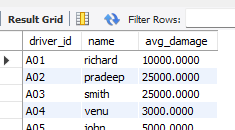 Result Grid Filter Rows:
driver_id name avg_damage
A01 richard 10000.0000
A02 pradeep 25000.0000
A03 smith 25000.0000
A04 venu 3000.0000
A05 john 5000.0000